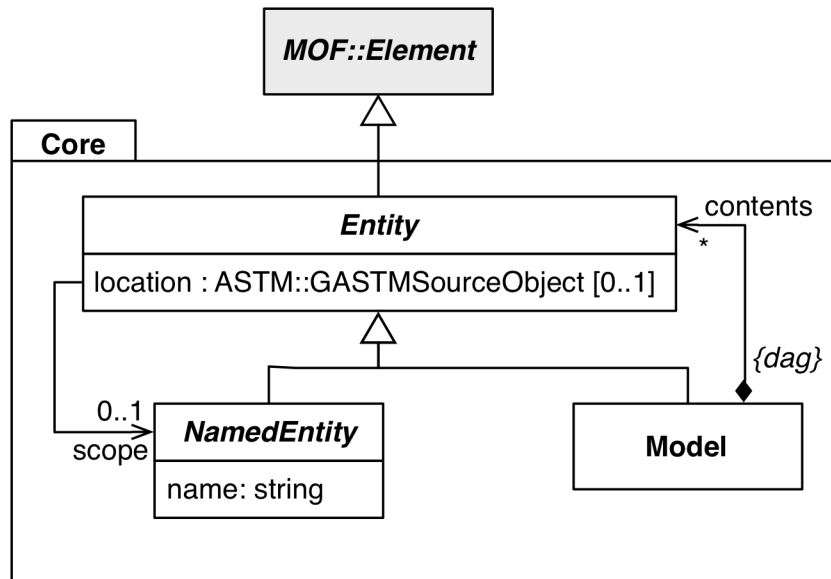 MOF::Element
Core
Entity
contents
*
location : ASTM::GASTMSourceObject [0..1]
{dag}
0..1
scope
NamedEntity
Model
name: string